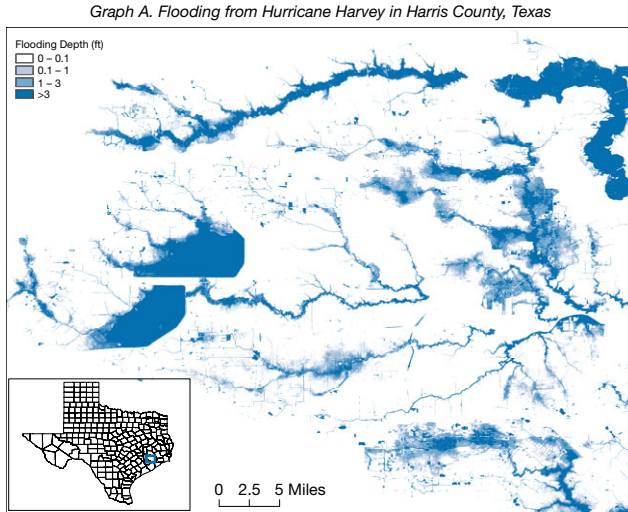 Graph A. Flooding from Hurricane Harvey in Harris County, Texas
Flooding Depth (ft)
0 – 0.1
0.1 – 1
1 – 3
>3
0 2.5 5 Miles